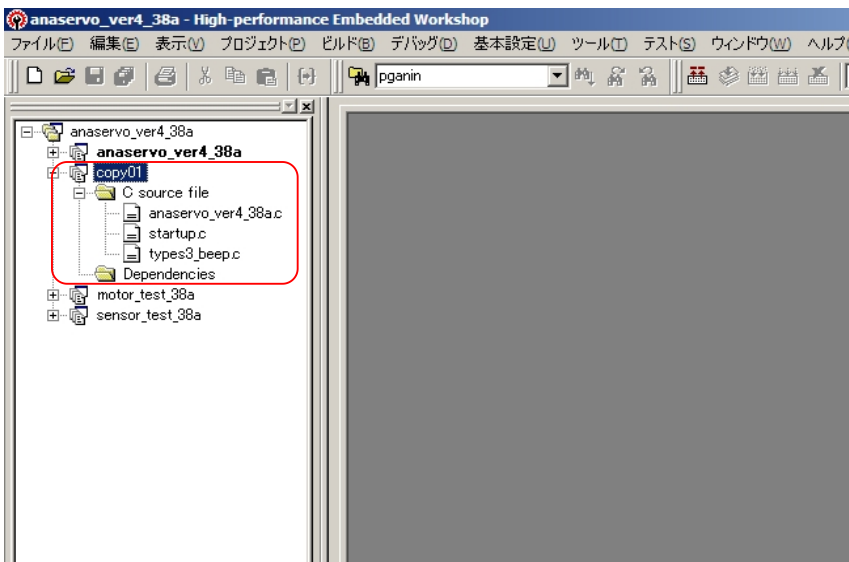 anaservo_ver4_38a - High-performance Embedded Workshop
ファイル(F) 編集(E) 表示(V) プロジェクト(P) ビルド(B) デバッグ(D) 基本設定(U) ツール(T) テスト(S) ウィンドウ(W) ヘルプ(
pganin
anaservo_ver4_38a
anaservo_ver4_38a
copy01
C source file
anaservo_ver4_38a.c
startup.c
types3_beep.c
Dependencies
motor_test_38a
sensor_test_38a